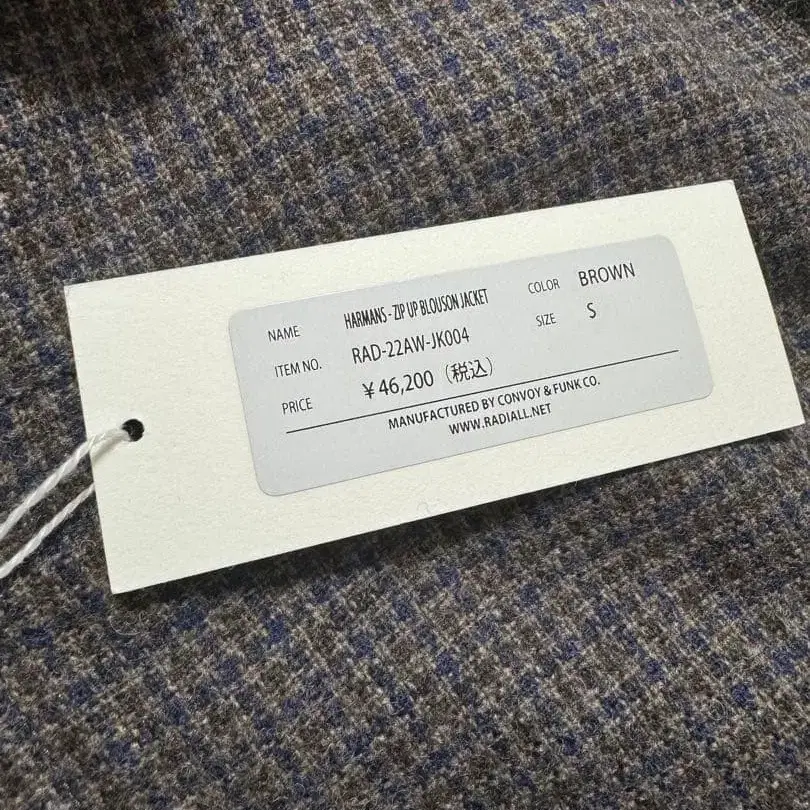 NAME HARMANS - ZIP UP BLOUSON JACKET COLOR BROWN
ITEM NO. RAD-22AW-JK004 SIZE S
PRICE ¥46,200（税込）
MANUFACTURED BY CONVOY & FUNK CO.
WWW.RADIALL.NET